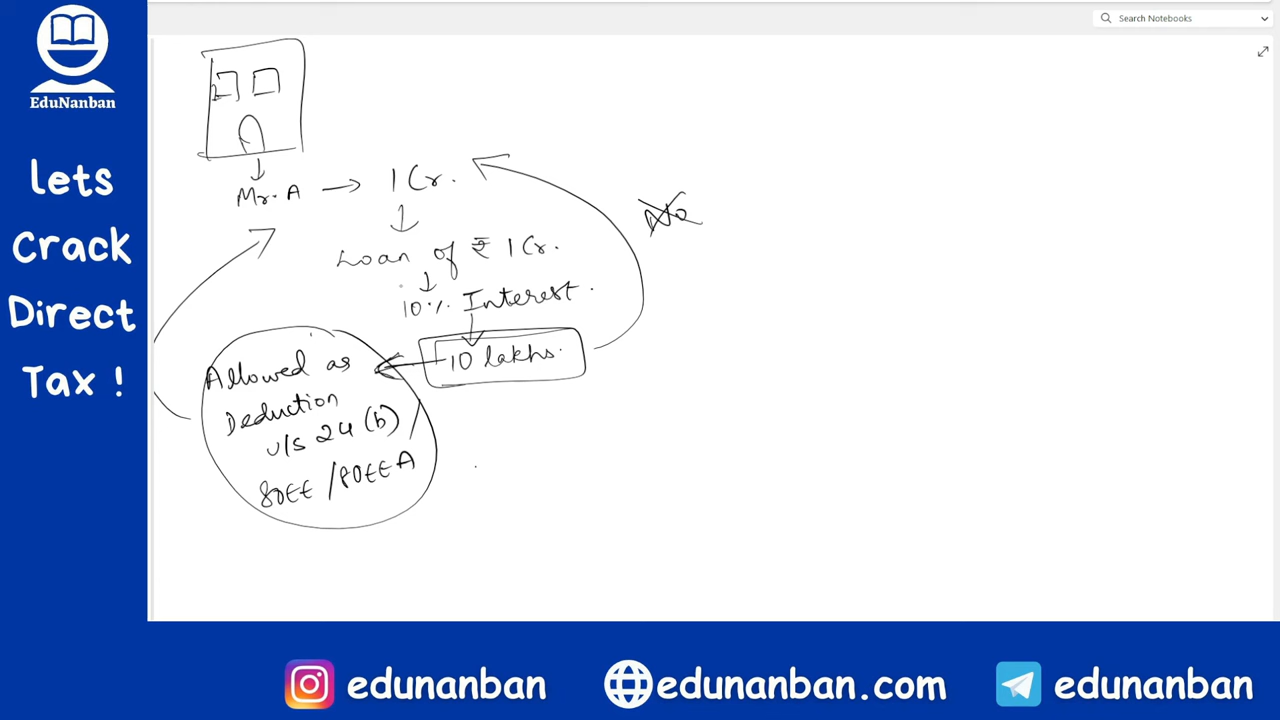 Search Notebooks
EduNanban
lets
Crack
Direct
Tax !
Mr. A → 1 Cr.
No
Loan of ₹ 1 Cr.
10% Interest.
10 lakhs.
Allowed as
Deduction
u/s 24 (b) /
80EE / 80EEA
edunanban
edunanban.com
edunanban